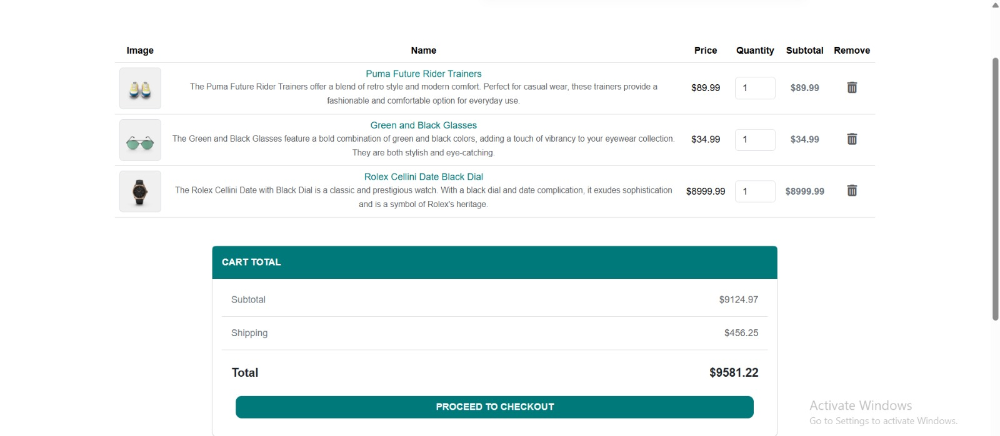 Image Name Price Quantity Subtotal Remove
Puma Future Rider Trainers
The Puma Future Rider Trainers offer a blend of retro style and modern comfort. Perfect for casual wear, these trainers provide a
fashionable and comfortable option for everyday use.
$89.99 1 $89.99
Green and Black Glasses
The Green and Black Glasses feature a bold combination of green and black colors, adding a touch of vibrancy to your eyewear collection.
They are both stylish and eye-catching.
$34.99 1 $34.99
Rolex Cellini Date Black Dial
The Rolex Cellini Date with Black Dial is a classic and prestigious watch. With a black dial and date complication, it exudes sophistication
and is a symbol of Rolex's heritage.
$8999.99 1 $8999.99
CART TOTAL
Subtotal $9124.97
Shipping $456.25
Total $9581.22
PROCEED TO CHECKOUT
Activate Windows
Go to Settings to activate Windows.